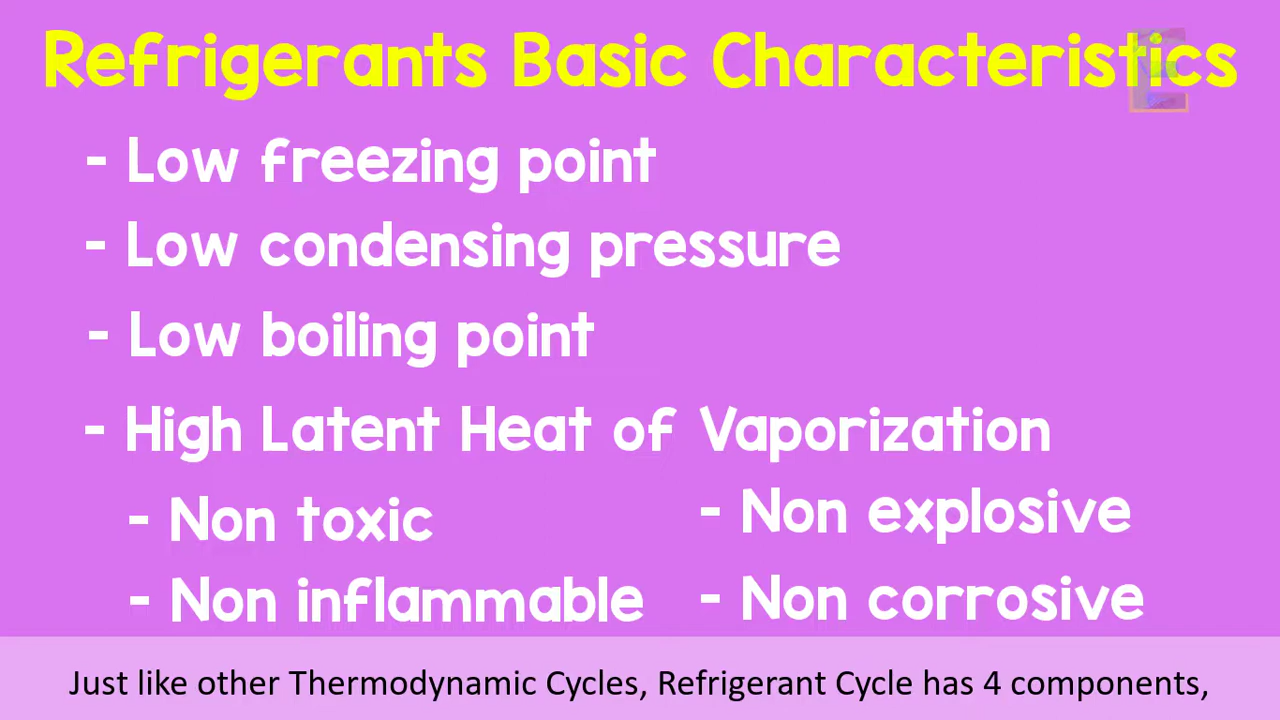 Refrigerants Basic Characteristics
- Low freezing point
- Low condensing pressure
- Low boiling point
- High Latent Heat of Vaporization
- Non toxic
- Non explosive
- Non inflammable
- Non corrosive
Just like other Thermodynamic Cycles, Refrigerant Cycle has 4 components,